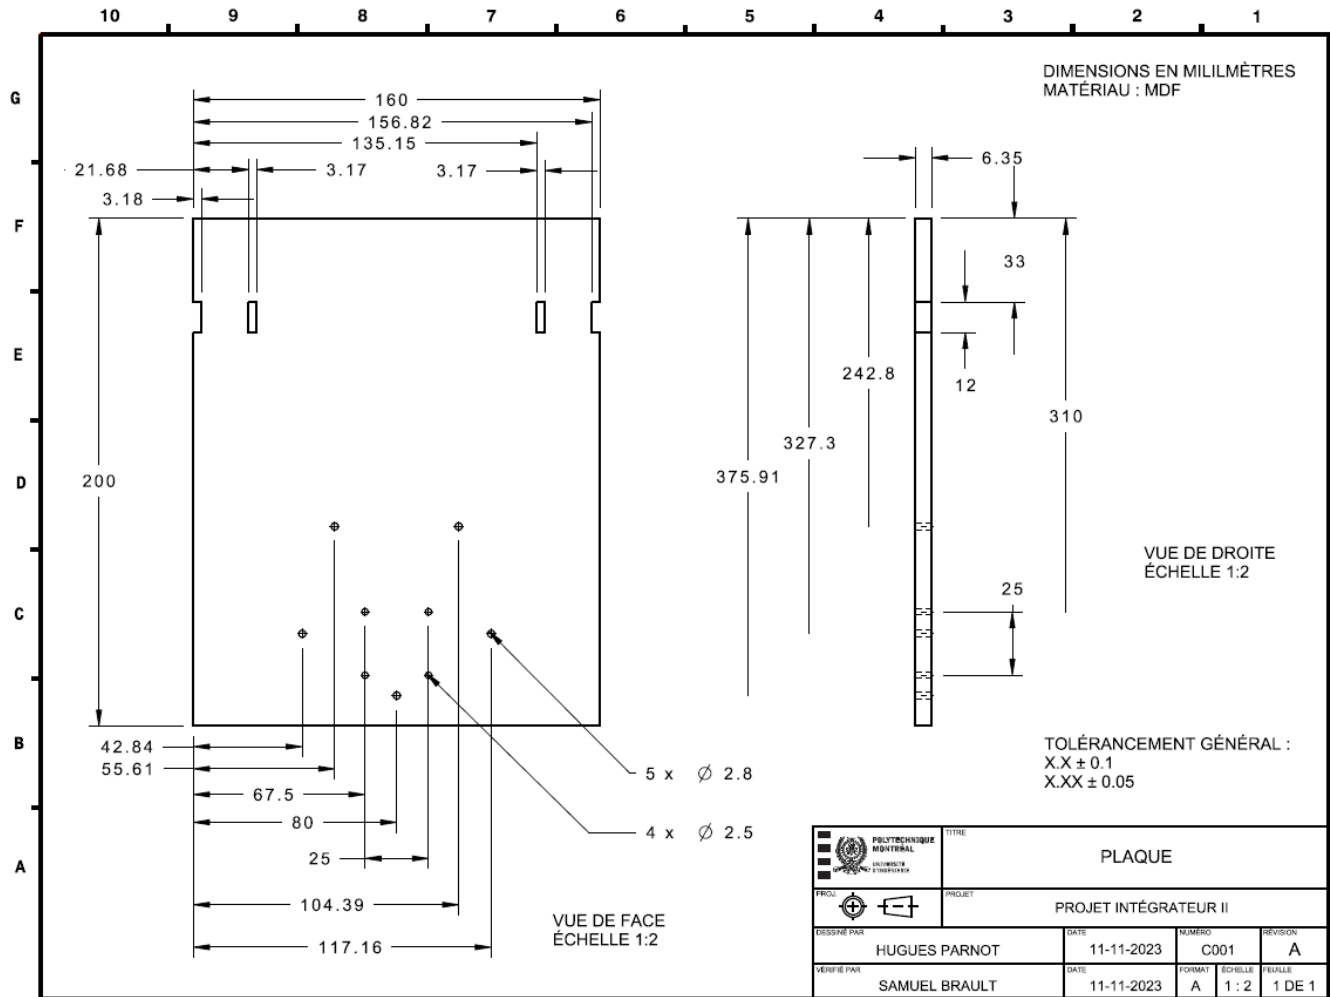 10 9 8 7 6 5 4 3 2 1
G
F
E
D
C
B
A
DIMENSIONS EN MILILMÈTRES
MATÉRIAU : MDF
160
156.82
135.15
21.68 3.17 3.17
3.18
200
42.84
55.61
67.5
80
25
104.39
117.16
5 x Ø 2.8
4 x Ø 2.5
VUE DE FACE
ÉCHELLE 1:2
6.35
33
12
242.8
310
327.3
375.91
25
VUE DE DROITE
ÉCHELLE 1:2
TOLÉRANCEMENT GÉNÉRAL :
X.X ± 0.1
X.XX ± 0.05
POLYTECHNIQUE
MONTRÉAL
UNIVERSITÉ
D'INGÉNIERIE
TITRE
PLAQUE
PROJ.
PROJET
PROJET INTÉGRATEUR II
DESSINÉ PAR
HUGUES PARNOT
DATE
11-11-2023
NUMÉRO
C001
RÉVISION
A
VÉRIFIÉ PAR
SAMUEL BRAULT
DATE
11-11-2023
FORMAT
A
ÉCHELLE
1 : 2
FEUILLE
1 DE 1